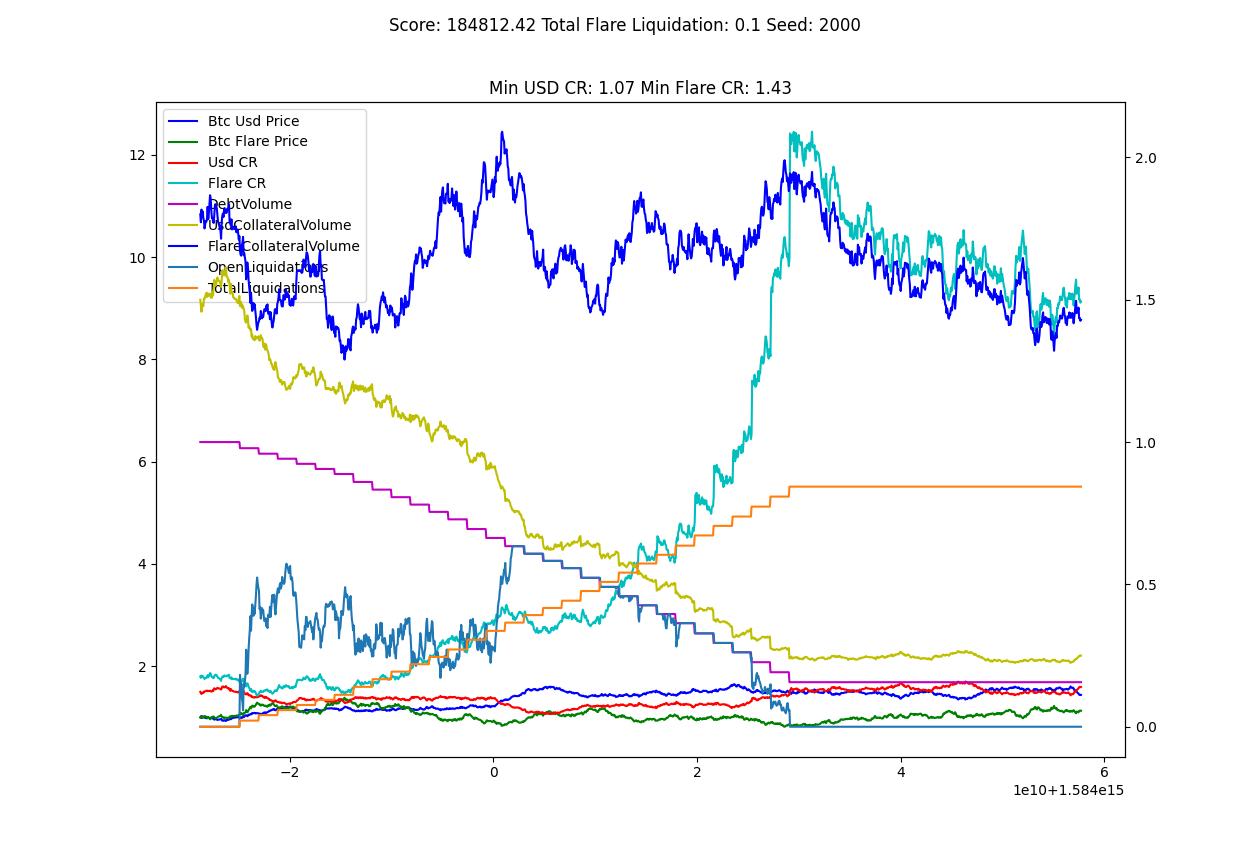 Score: 184812.42 Total Flare Liquidation: 0.1 Seed: 2000
Min USD CR: 1.07 Min Flare CR: 1.43
Btc Usd Price
Btc Flare Price
Usd CR
Flare CR
DebtVolume
UsdCollateralVolume
FlareCollateralVolume
OpenLiquidations
TotalLiquidations
12
10
8
6
4
2
2.0
1.5
1.0
0.5
0.0
−2
0
2
4
6
1e10+1.584e15